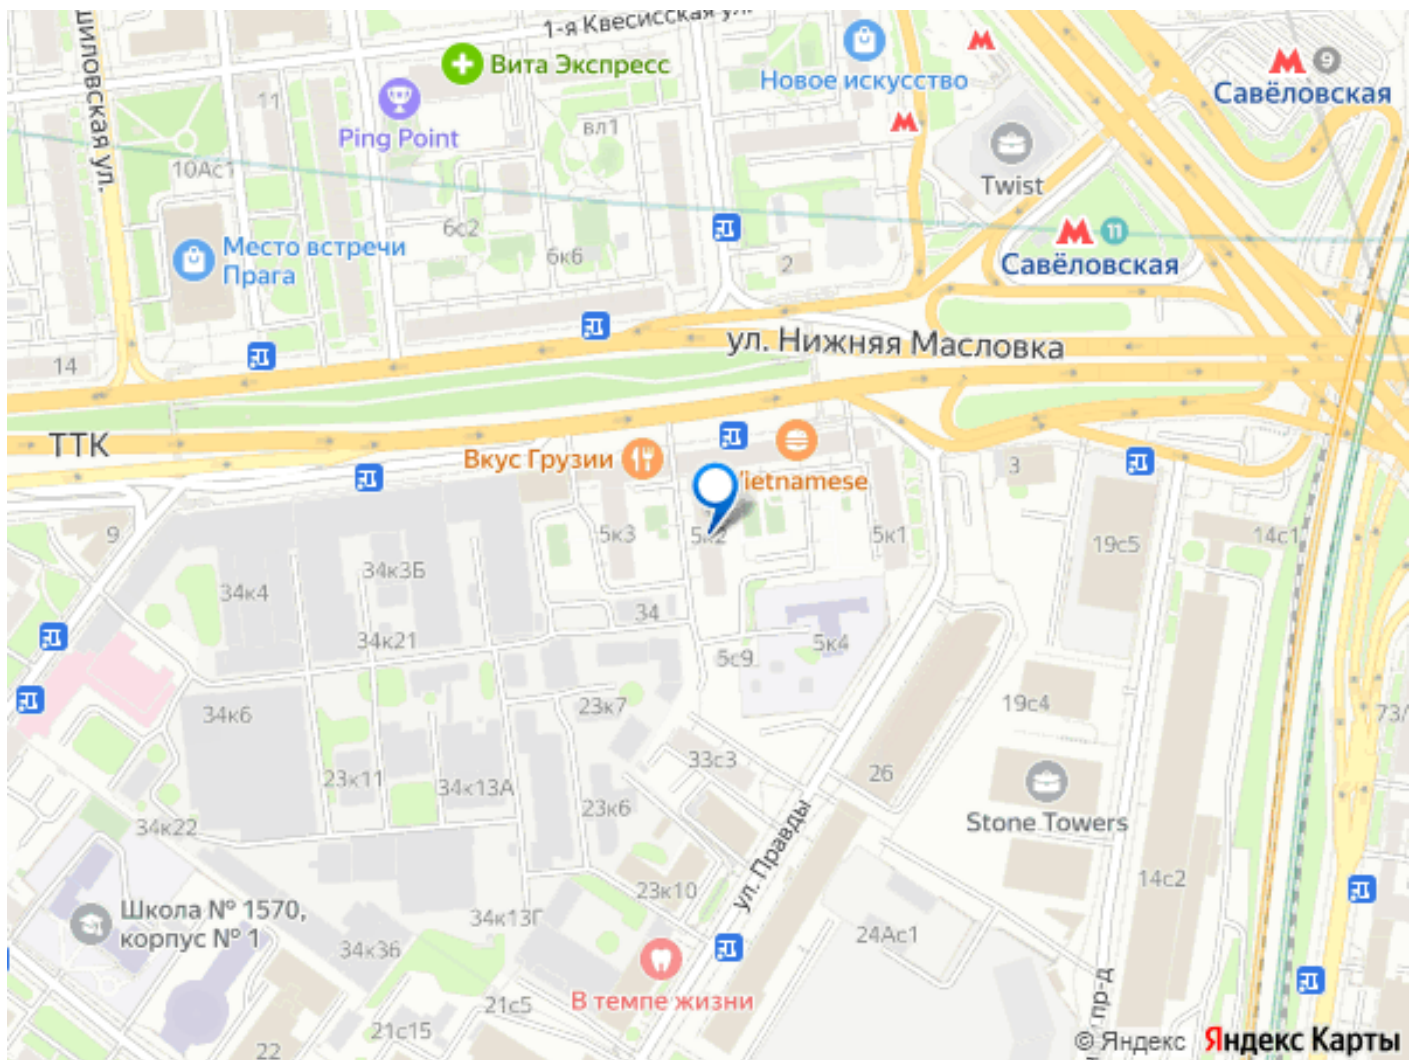 1-я Квесисская ул.
шиловская ул.
Вита Экспресс
Новое искусство
9
Савёловская
11
Ping Point
вл1
10Ас1
Twist
6с2
Место встречи
Прага
6к6
2
11
Савёловская
ул. Нижняя Масловка
14
ТТК
Вкус Грузии
Vietnamese
3
9
5к3
5к2
5к1
19с5
14с1
34к3Б
34к4
34
34к21
5с9
5к4
34к6
23к7
19с4
73/
33с3
26
23к11
34к13А
23к6
Stone Towers
34к22
ул. Правды
14с2
23к10
Школа № 1570,
корпус № 1
34к13Г
34к36
24Ас1
В темпе жизни
21с5
21с15
22
пр-д
© Яндекс Яндекс Карты